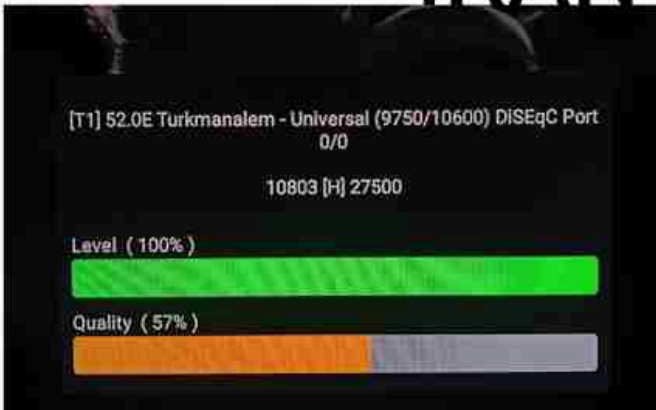 [T1] 52.0E Turkmanalem - Universal (9750/10600) DiSEqC Port
0/0
10803 [H] 27500
Level ( 100% )
Quality ( 57% )